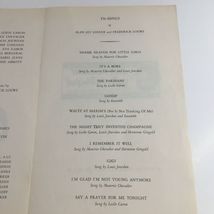 The SONGS
by
ALAN JAY LERNER and FREDERICK LOEWE
THANK HEAVEN FOR LITTLE GIRLS
Sung by Maurice Chevalier
IT'S A BORE
Sung by Maurice Chevalier and Louis Jourdan
THE PARISIANS
Sung by Leslie Caron
GOSSIP
Sung by Ensemble
WALTZ AT MAXIM'S (She Is Not Thinking Of Me)
Sung by Louis Jourdan and Ensemble
THE NIGHT THEY INVENTED CHAMPAGNE
Sung by Leslie Caron, Louis Jourdan and Hermione Gingold
I REMEMBER IT WELL
Sung by Maurice Chevalier and Hermione Gingold
GIGI
Sung by Louis Jourdan
I'M GLAD I'M NOT YOUNG ANYMORE
Sung by Maurice Chevalier
SAY A PRAYER FOR ME TONIGHT
Sung by Leslie Caron